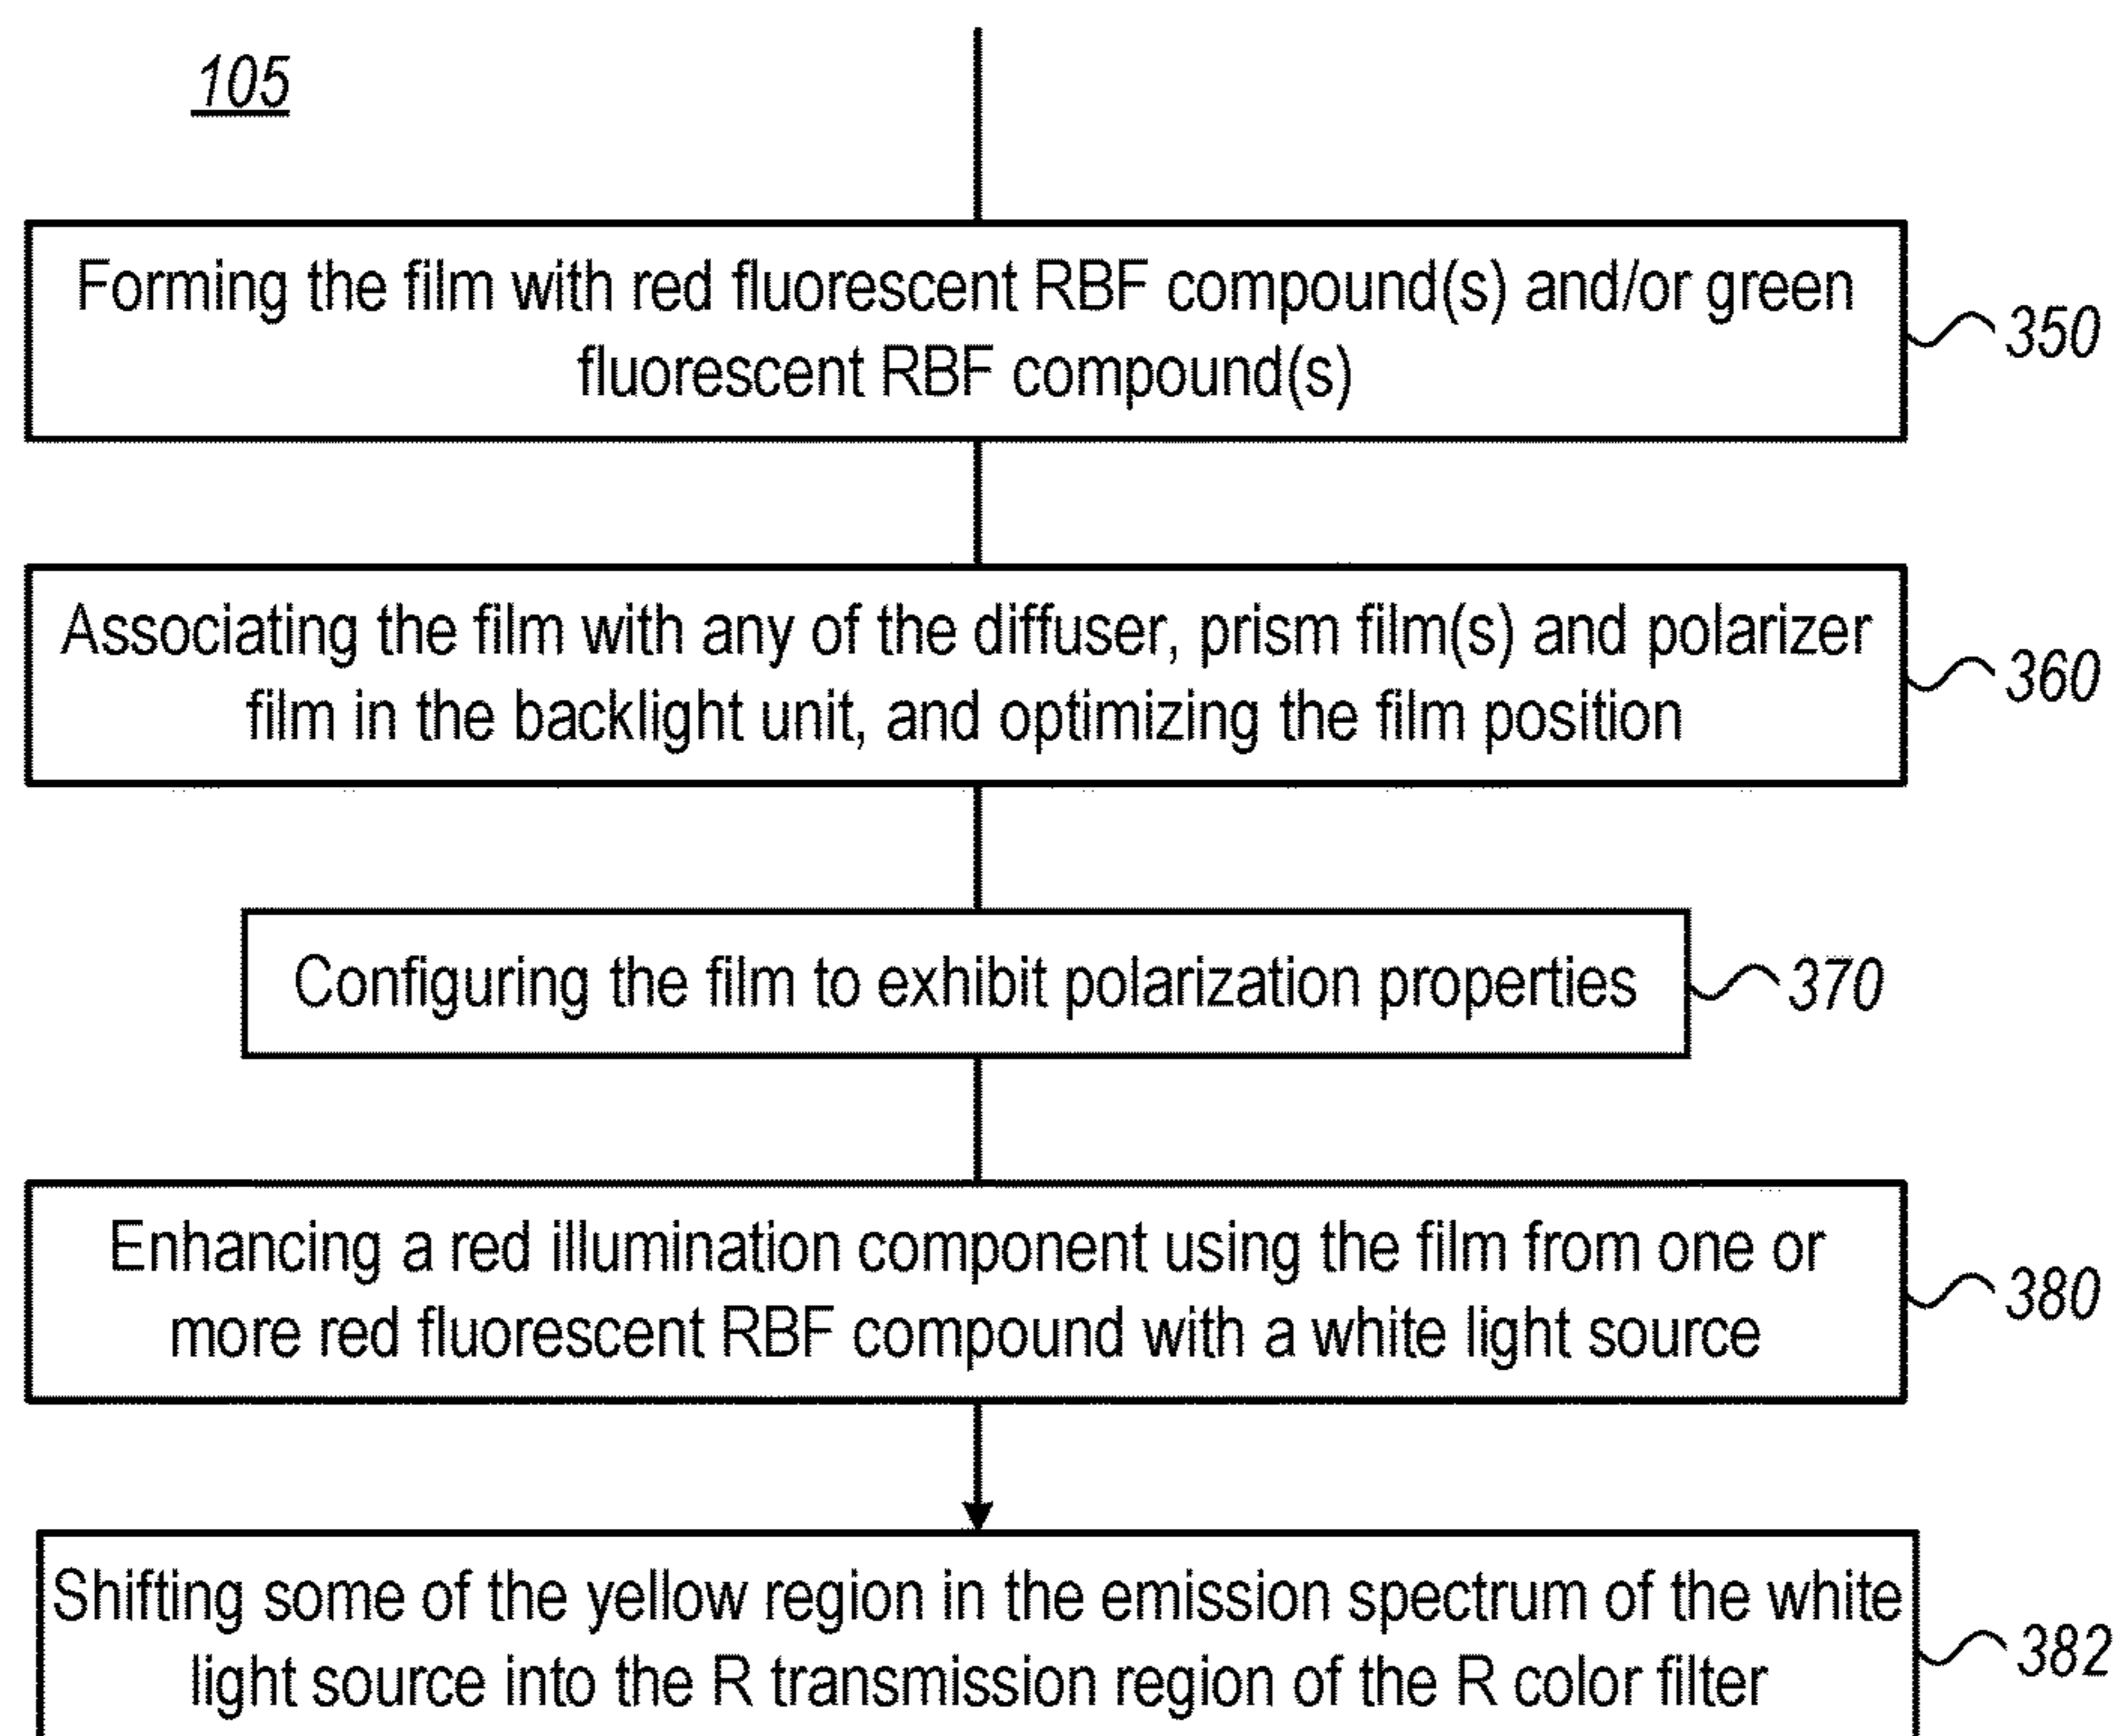 105
Forming the film with red fluorescent RBF compound(s) and/or green
fluorescent RBF compound(s)
350
Associating the film with any of the diffuser, prism film(s) and polarizer
film in the backlight unit, and optimizing the film position
360
Configuring the film to exhibit polarization properties
370
Enhancing a red illumination component using the film from one or
more red fluorescent RBF compound with a white light source
380
Shifting some of the yellow region in the emission spectrum of the white
light source into the R transmission region of the R color filter
382